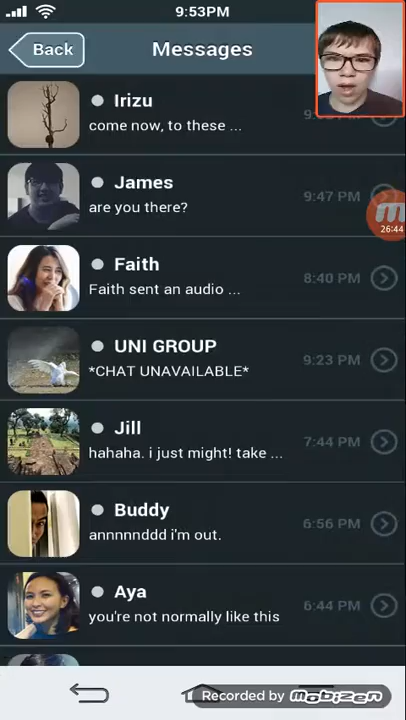 9:53PM
Back
Messages
Irizu
come now, to these ...
James
9:47 PM
are you there?
26:44
Faith
8:40 PM
Faith sent an audio ...
UNI GROUP
9:23 PM
*CHAT UNAVAILABLE*
Jill
7:44 PM
hahaha. i just might! take ...
Buddy
6:56 PM
annnnnddd i'm out.
Aya
6:44 PM
you're not normally like this
Recorded by mobizen